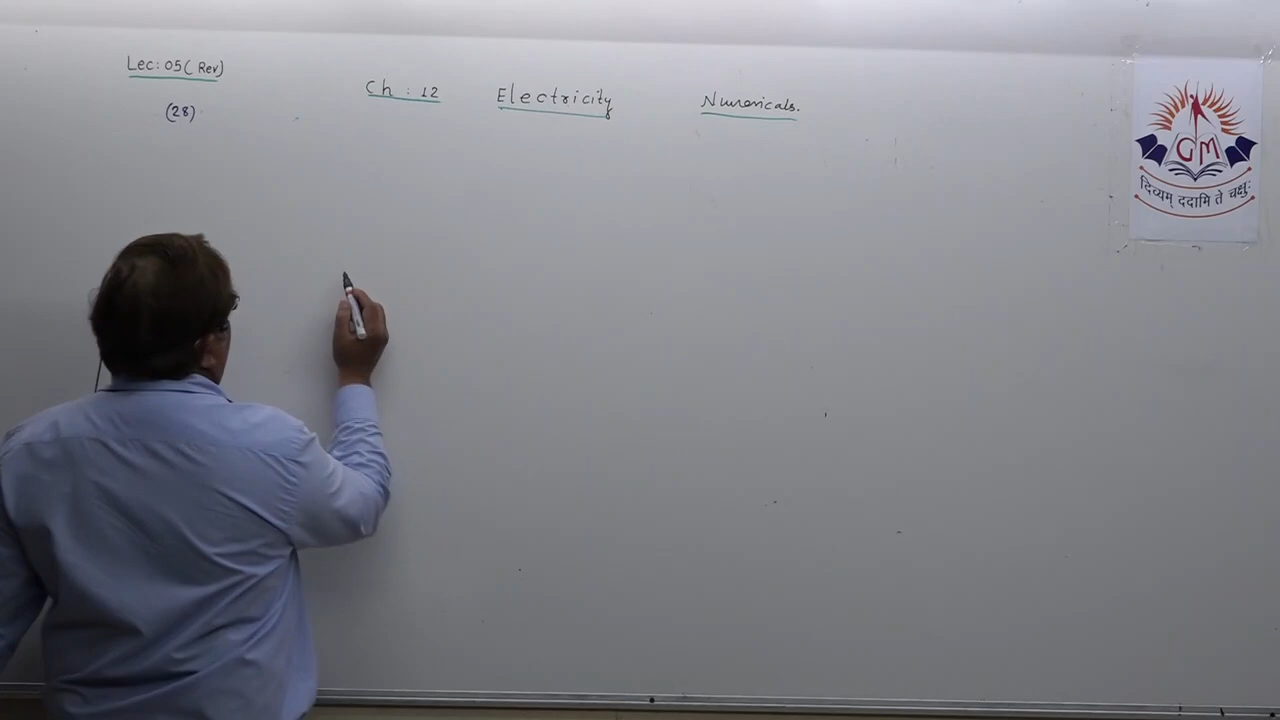 Lec: 05 (Rev)
Ch : 12 Electricity Numericals.
(28)
GM
दिव्यम् ददामि ते चक्षुः